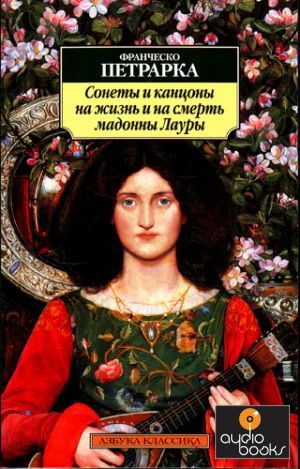 ФРАНЧЕСКО
ПЕТРАРКА
Сонеты и канцоны
на жизнь и на смерть
мадонны Лауры
АЗБУКА-КЛАССИКА
audio
books